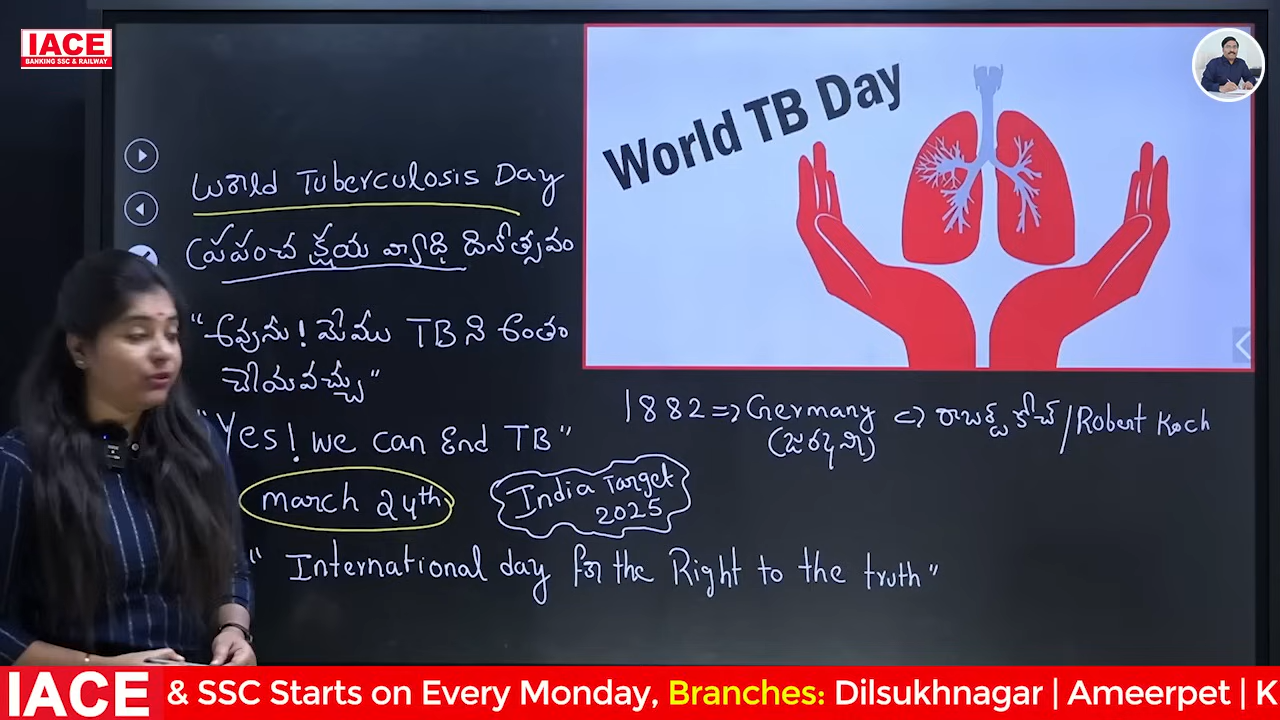 IACE
BANKING SSC & RAILWAY
World TB Day
World Tuberculosis Day
ప్రపంచ క్షయ వ్యాధి దినోత్సవం
"అవును! మేము TB ని అంతం
చేయవచ్చు"
"Yes! we can End TB"
1882 => Germany => రాబర్ట్ కోచ్ / Robert Koch
(జర్మనీ)
March 24th
India Target
2025
"International day for the Right to the truth"
IACE & SSC Starts on Every Monday, Branches: Dilsukhnagar | Ameerpet | K